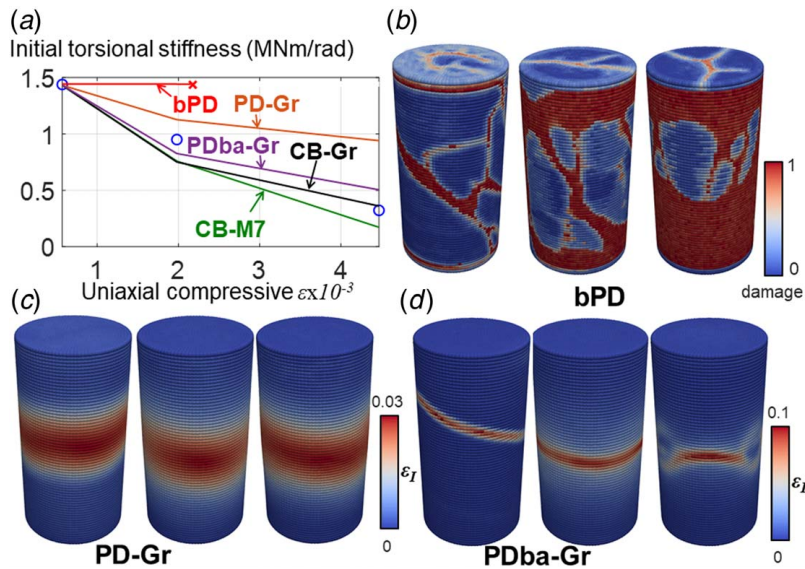 (a)
Initial torsional stiffness (MNm/rad)
1.5
1
0.5
0
bPD
PD-Gr
PDba-Gr
CB-Gr
CB-M7
1 2 3 4
Uniaxial compressive εx10⁻³
(b)
1
0
damage
bPD
(c)
0.03
ε_I
0
PD-Gr
(d)
0.1
ε_I
0
PDba-Gr